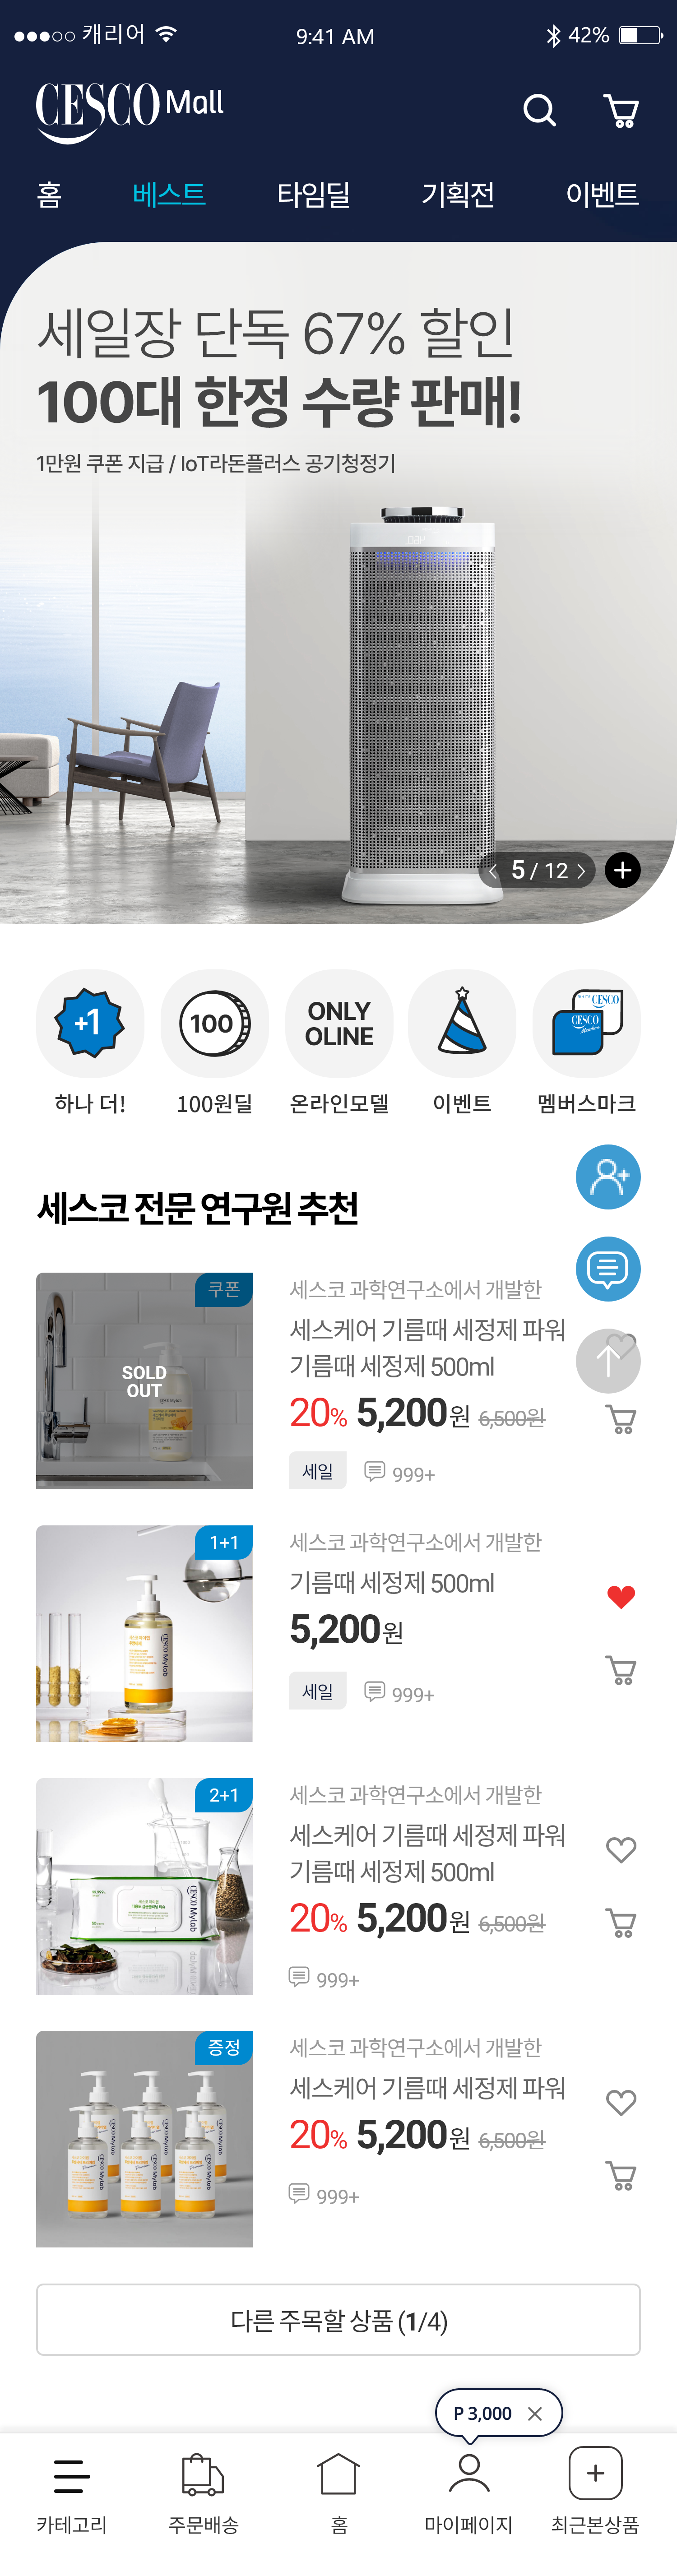 캐리어
9:41 AM
42%
CESCO Mall
홈 베스트 타임딜 기획전 이벤트
세일장 단독 67% 할인
100대 한정 수량 판매!
1만원 쿠폰 지급 / IoT라돈플러스 공기청정기
5 / 12
+1
100
ONLY
OLINE
CESCO
CESCO
Members
하나 더!
100원딜
온라인모델
이벤트
멤버스마크
세스코 전문 연구원 추천
쿠폰
SOLD
OUT
세스코 과학연구소에서 개발한
세스케어 기름때 세정제 파워
기름때 세정제 500ml
20% 5,200원 6,500원
세일 999+
1+1
CESCO Mylab
세스코 과학연구소에서 개발한
기름때 세정제 500ml
5,200원
세일 999+
2+1
CESCO Mylab
세스코 과학연구소에서 개발한
세스케어 기름때 세정제 파워
기름때 세정제 500ml
20% 5,200원 6,500원
999+
증정
CESCO Mylab
CESCO Mylab
CESCO Mylab
세스코 과학연구소에서 개발한
세스케어 기름때 세정제 파워
20% 5,200원 6,500원
999+
다른 주목할 상품 (1/4)
P 3,000
카테고리
주문배송
홈
마이페이지
최근본상품